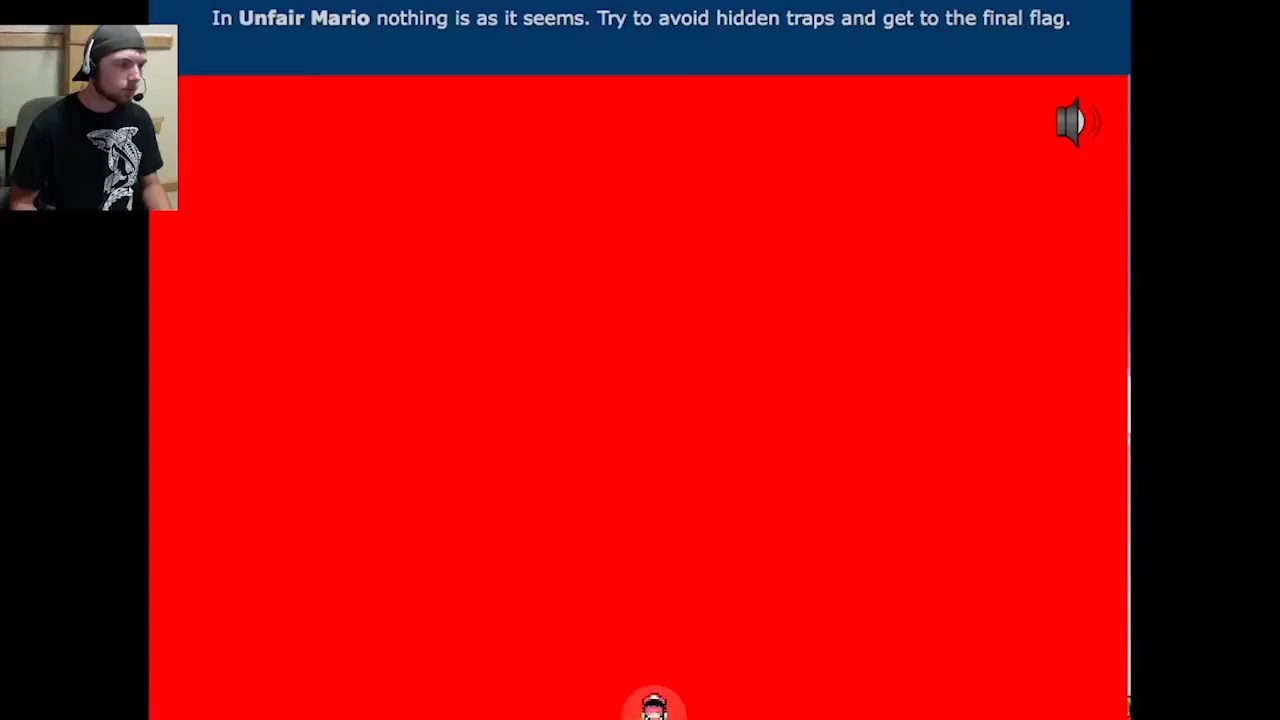 In Unfair Mario nothing is as it seems. Try to avoid hidden traps and get to the final flag.